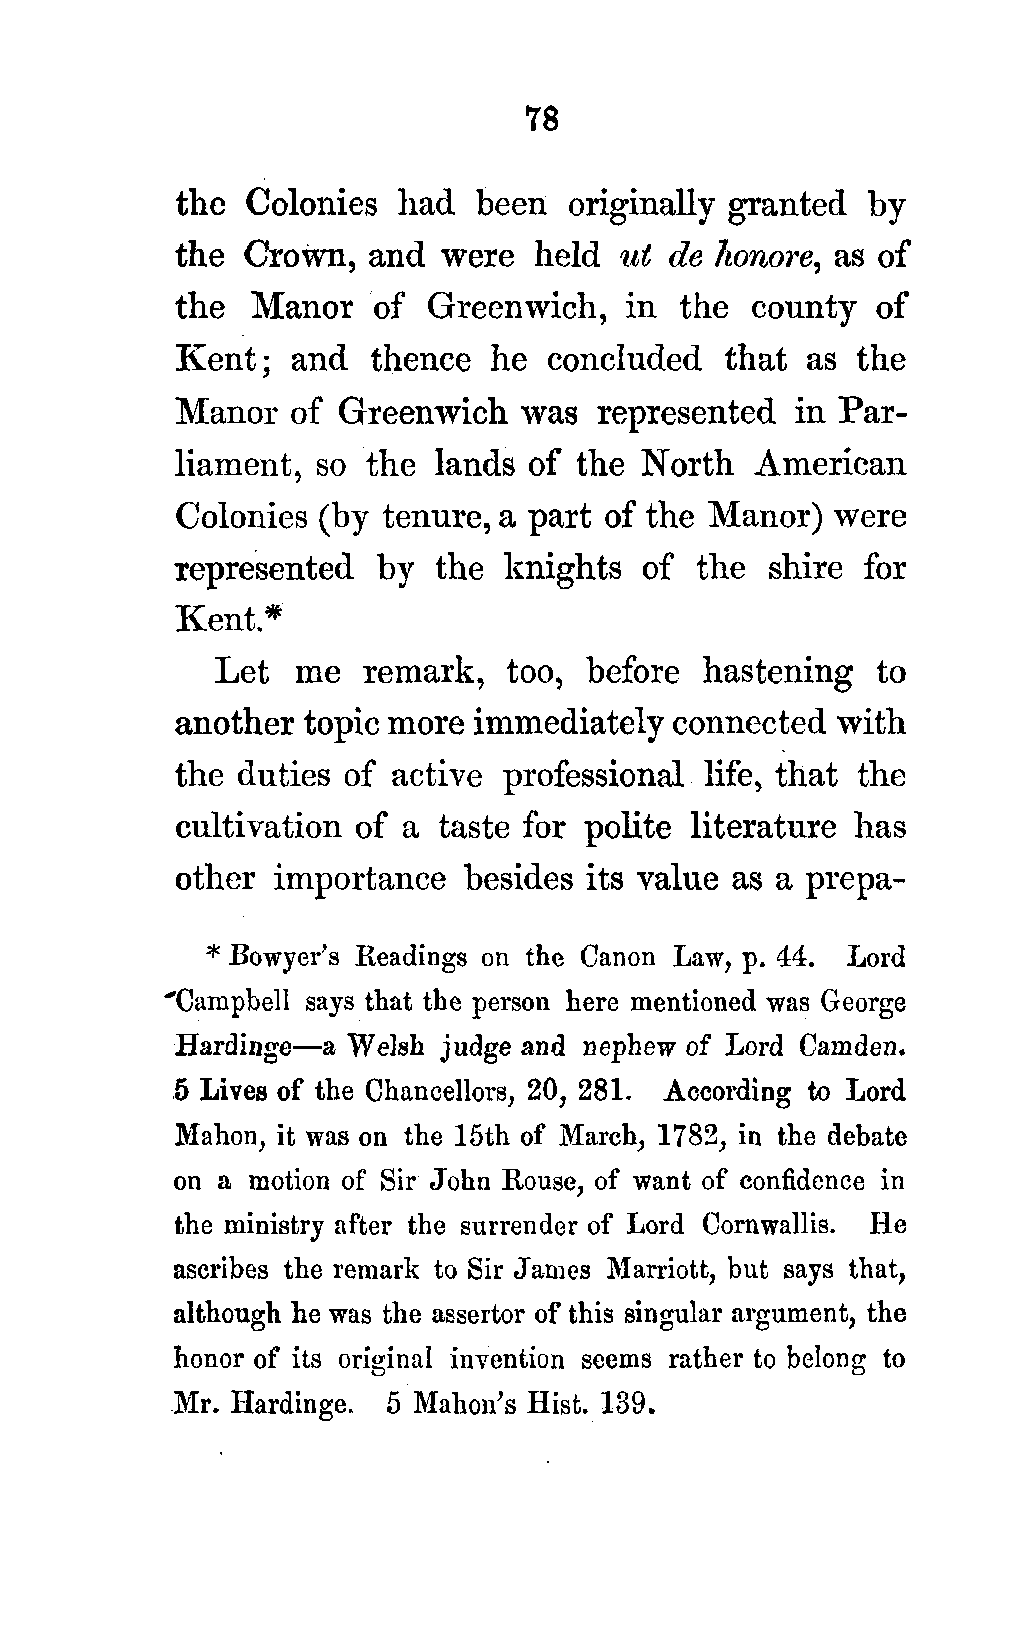 78
the Colonies had been originally granted by
the Crown, and were held ut de honore, as of
the Manor of Greenwich, in the county of
Kent; and thence he concluded that as the
Manor of Greenwich was represented in Par-
liament, so the lands of the North American
Colonies (by tenure, a part of the Manor) were
represented by the knights of the shire for
Kent.*
Let me remark, too, before hastening to
another topic more immediately connected with
the duties of active professional life, that the
cultivation of a taste for polite literature has
other importance besides its value as a prepa-
* Bowyer's Readings on the Canon Law, p. 44. Lord
Campbell says that the person here mentioned was George
Hardinge—a Welsh judge and nephew of Lord Camden.
5 Lives of the Chancellors, 20, 281. According to Lord
Mahon, it was on the 15th of March, 1782, in the debate
on a motion of Sir John Rouse, of want of confidence in
the ministry after the surrender of Lord Cornwallis. He
ascribes the remark to Sir James Marriott, but says that,
although he was the assertor of this singular argument, the
honor of its original invention seems rather to belong to
Mr. Hardinge. 5 Mahon's Hist. 139.